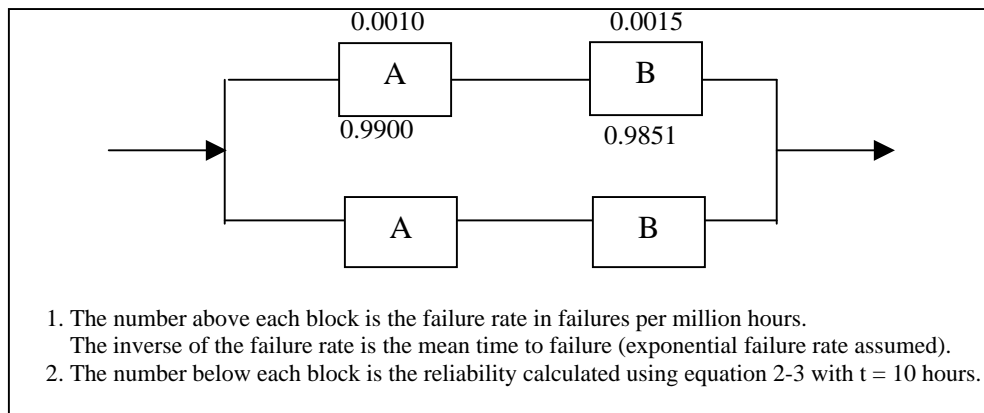 0.0010 0.0015
A B
0.9900 0.9851
A B
1. The number above each block is the failure rate in failures per million hours.
The inverse of the failure rate is the mean time to failure (exponential failure rate assumed).
2. The number below each block is the reliability calculated using equation 2-3 with t = 10 hours.